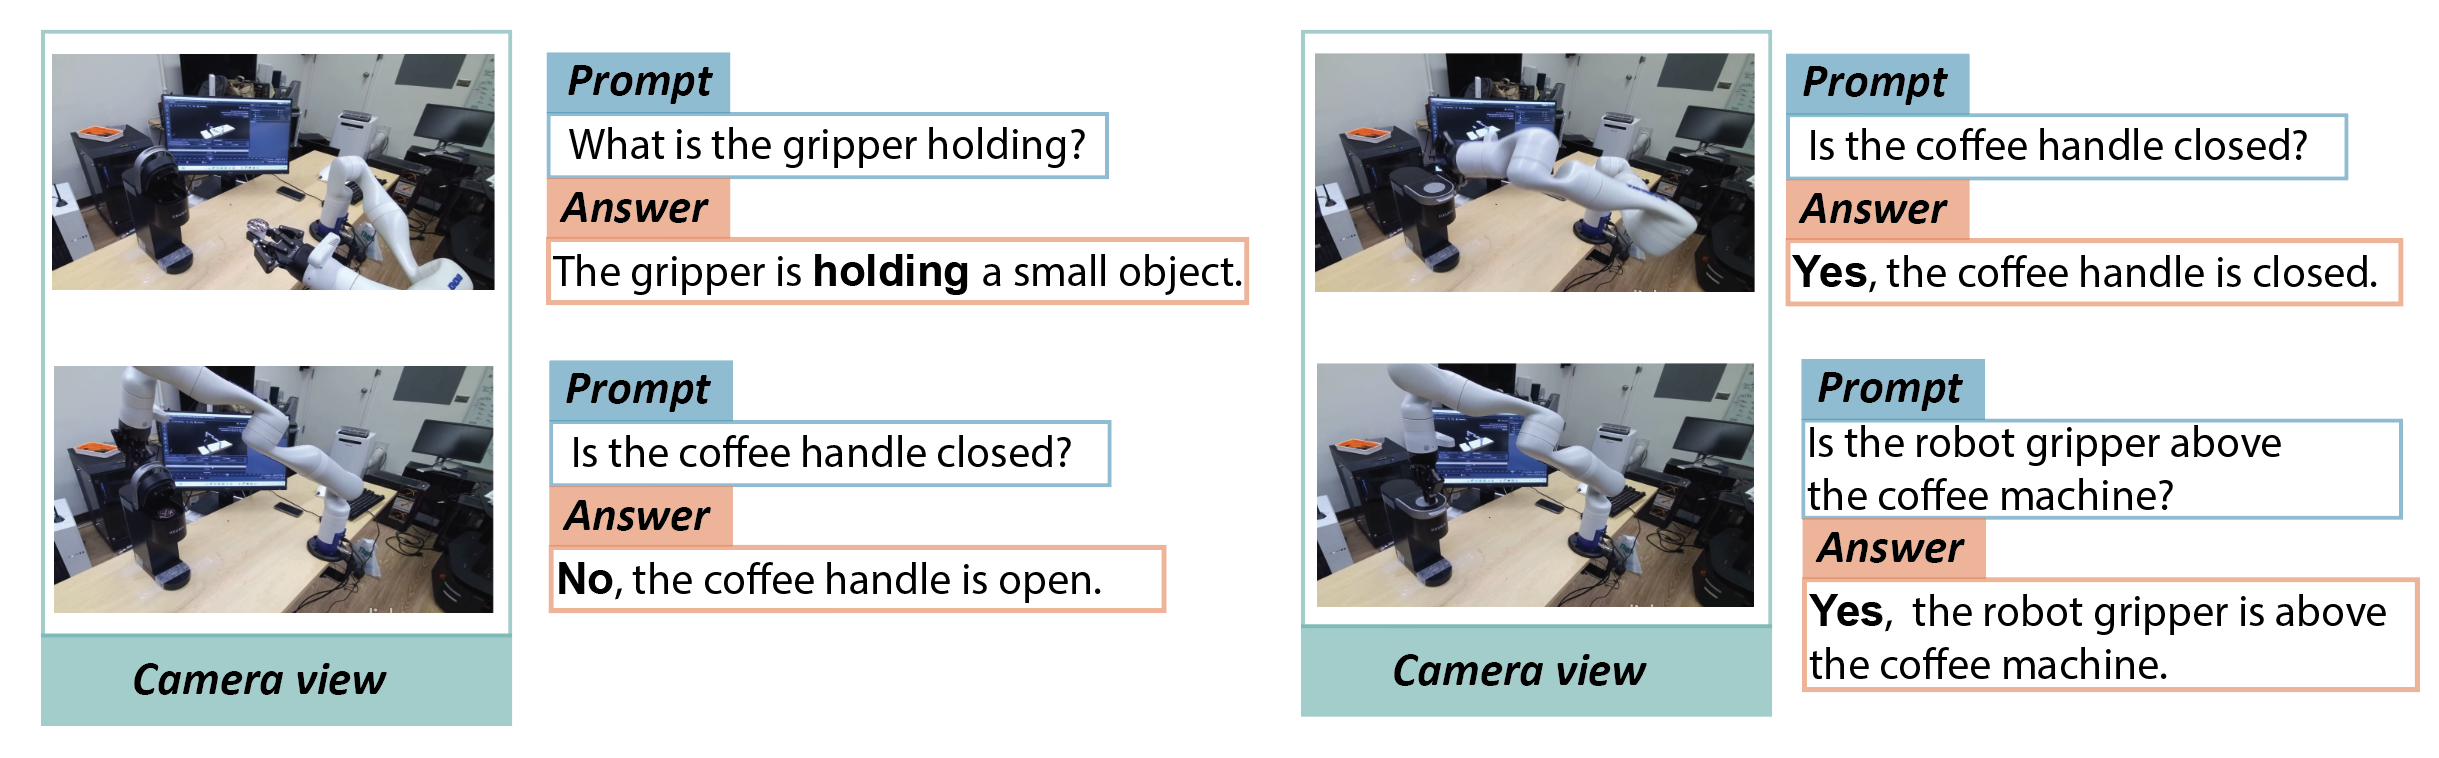 Prompt
What is the gripper holding?
Answer
The gripper is holding a small object.
Prompt
Is the coffee handle closed?
Answer
No, the coffee handle is open.
Camera view
Prompt
Is the coffee handle closed?
Answer
Yes, the coffee handle is closed.
Prompt
Is the robot gripper above
the coffee machine?
Answer
Yes, the robot gripper is above
the coffee machine.
Camera view